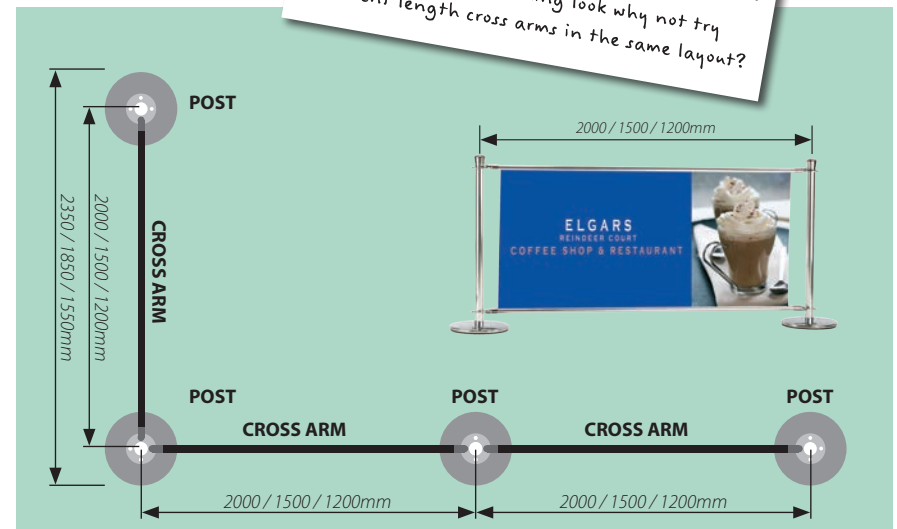 look why not try
length cross arms in the same layout?
POST
2000 / 1500 / 1200mm
2350 / 1850 / 1550mm
2000 / 1500 / 1200mm
CROSS ARM
ELGARS
REINDEER COURT
COFFEE SHOP & RESTAURANT
POST
POST
POST
CROSS ARM
CROSS ARM
2000 / 1500 / 1200mm
2000 / 1500 / 1200mm